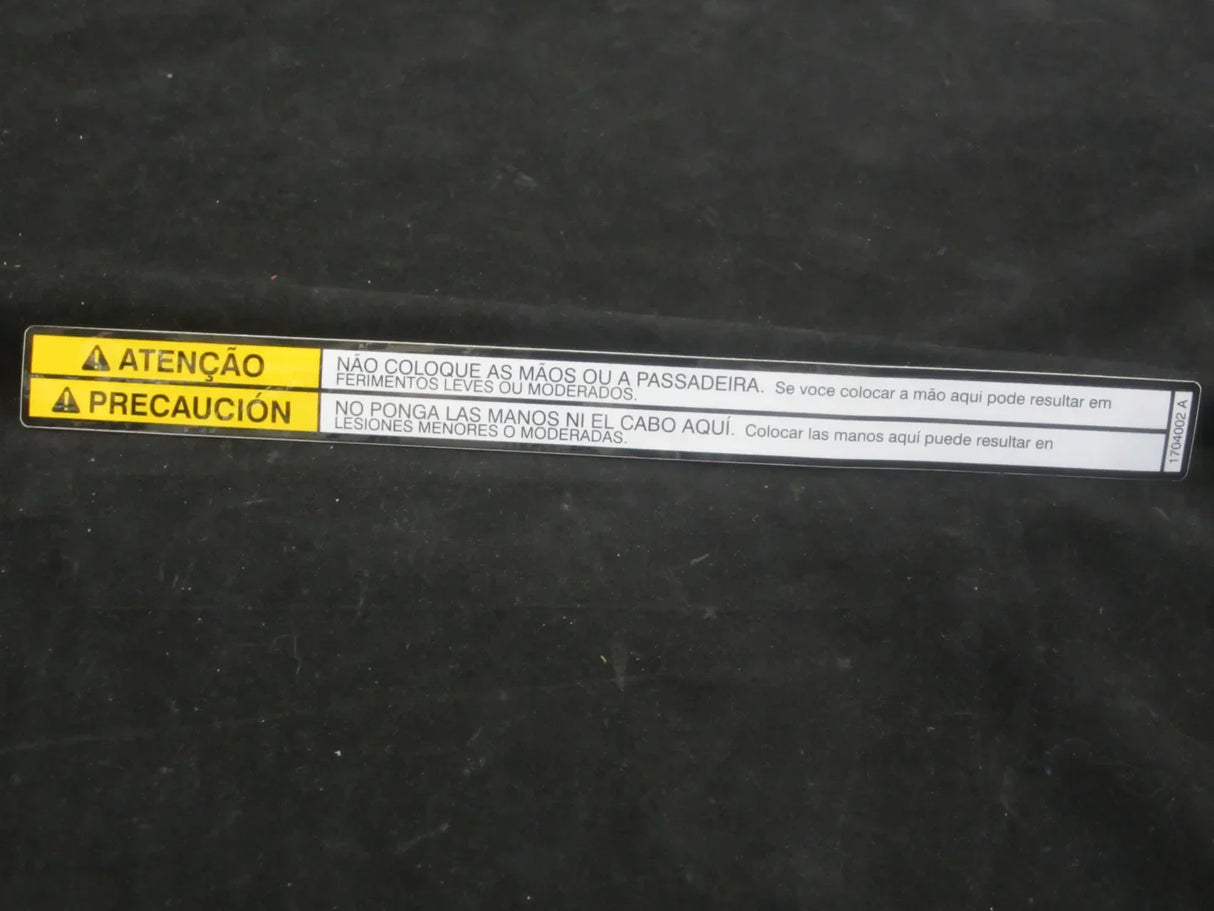 ATENÇÃO
NÃO COLOQUE AS MÃOS OU A PASSADEIRA. Se voce colocar a mão aqui pode resultar em
FERIMENTOS LEVES OU MODERADOS.
PRECAUCIÓN
NO PONGA LAS MANOS NI EL CABO AQUÍ. Colocar las manos aquí puede resultar en
LESIONES MENORES O MODERADAS.
1704002 A